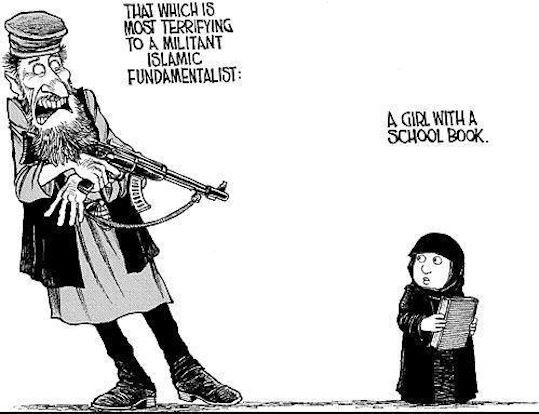 THAT WHICH IS
MOST TERRIFYING
TO A MILITANT
ISLAMIC
FUNDAMENTALIST:
A GIRL WITH A
SCHOOL BOOK.